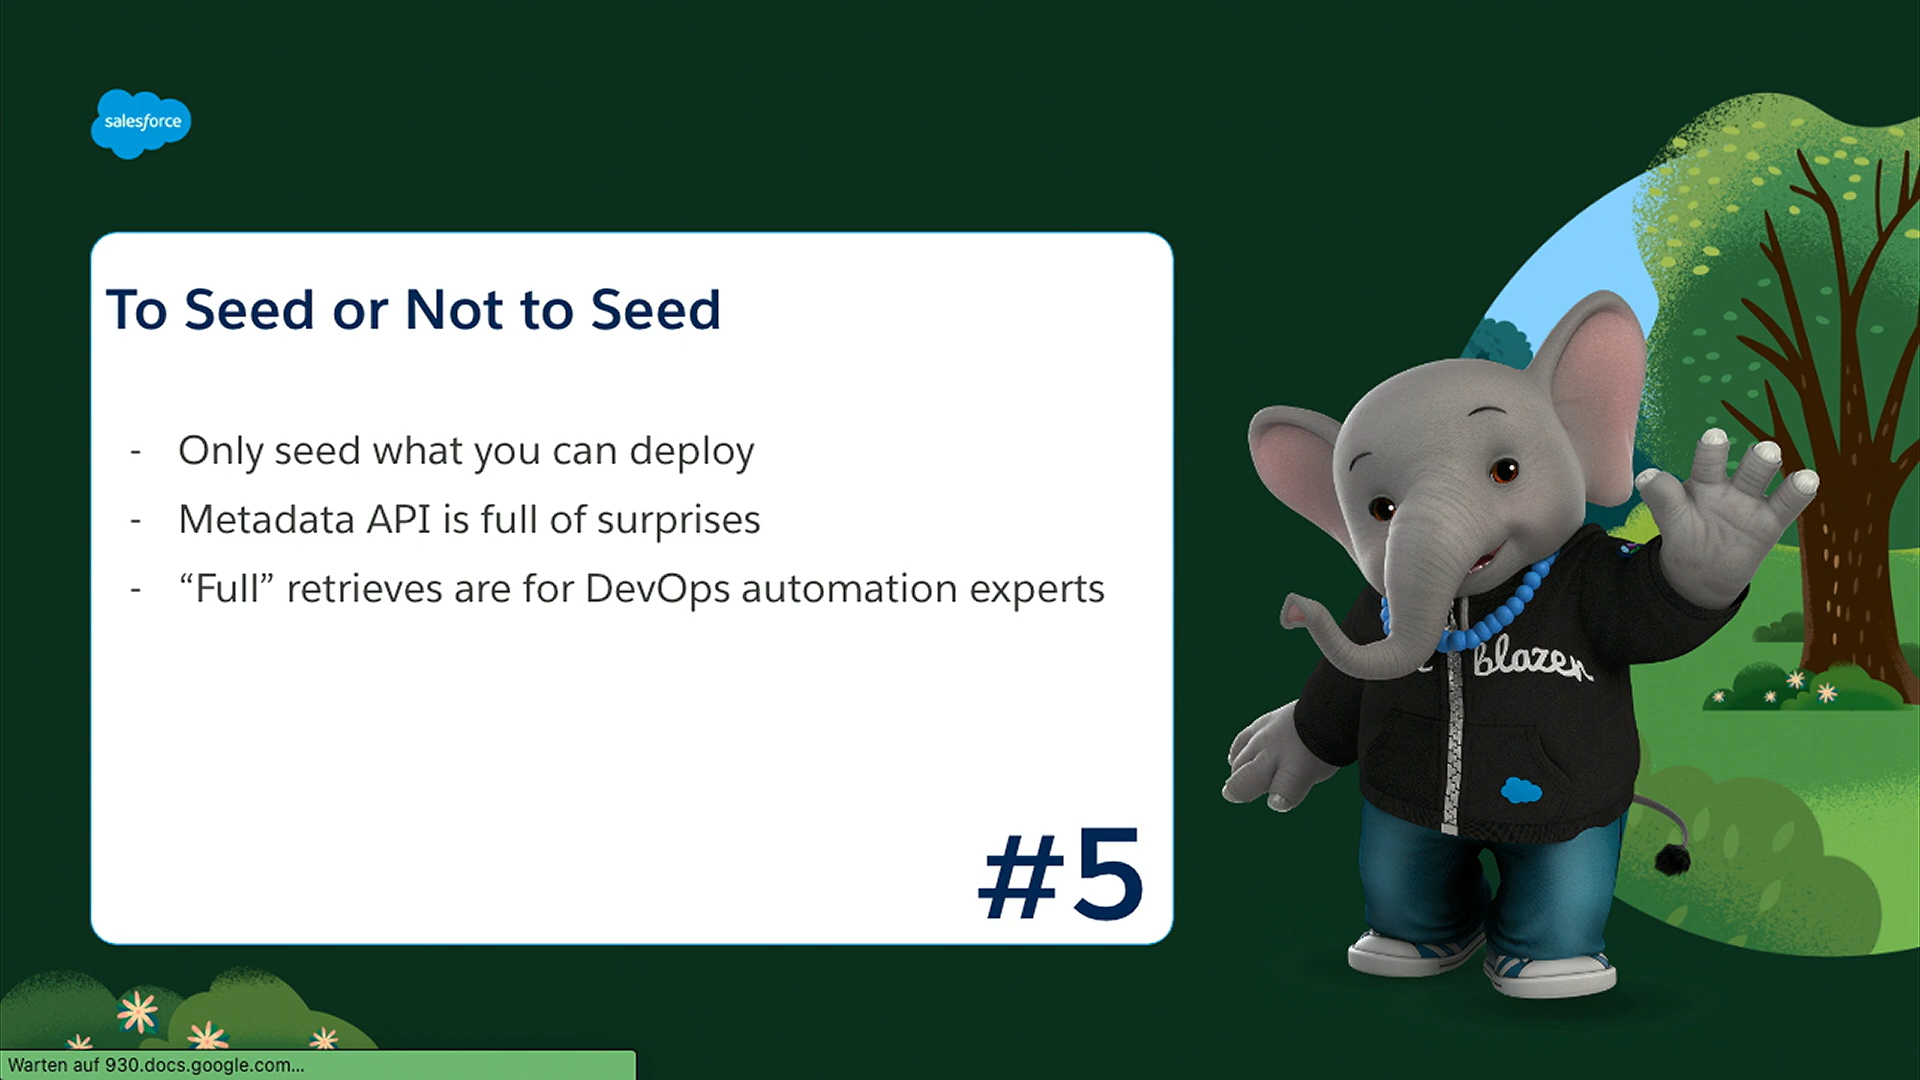 salesforce
To Seed or Not to Seed
- Only seed what you can deploy
- Metadata API is full of surprises
- “Full” retrieves are for DevOps automation experts
blazer
#5
Warten auf 930.docs.google.com...